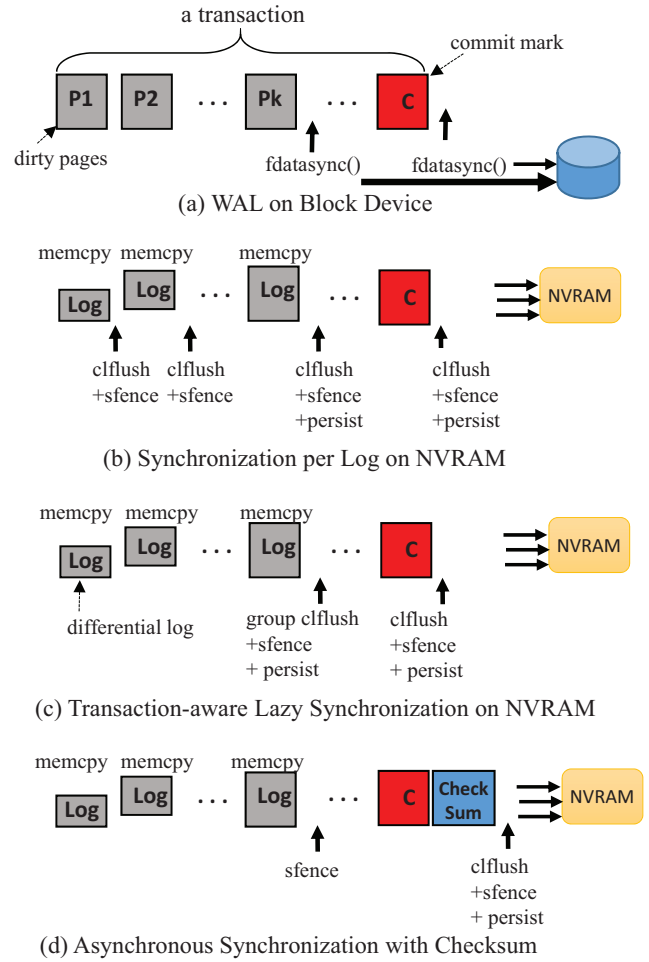 a transaction
commit mark
P1 P2 . . . Pk . . . C
dirty pages
fdatasync() fdatasync()
(a) WAL on Block Device
memcpy memcpy memcpy
Log Log . . . Log C NVRAM
clflush clflush clflush clflush
+sfence +sfence +sfence +sfence
+persist +persist
(b) Synchronization per Log on NVRAM
memcpy memcpy memcpy
Log Log . . . Log . . . C NVRAM
differential log group clflush clflush
+sfence +sfence
+ persist + persist
(c) Transaction-aware Lazy Synchronization on NVRAM
memcpy memcpy memcpy
Log Log . . . Log . . . C Check Sum NVRAM
sfence clflush
+sfence
+ persist
(d) Asynchronous Synchronization with Checksum